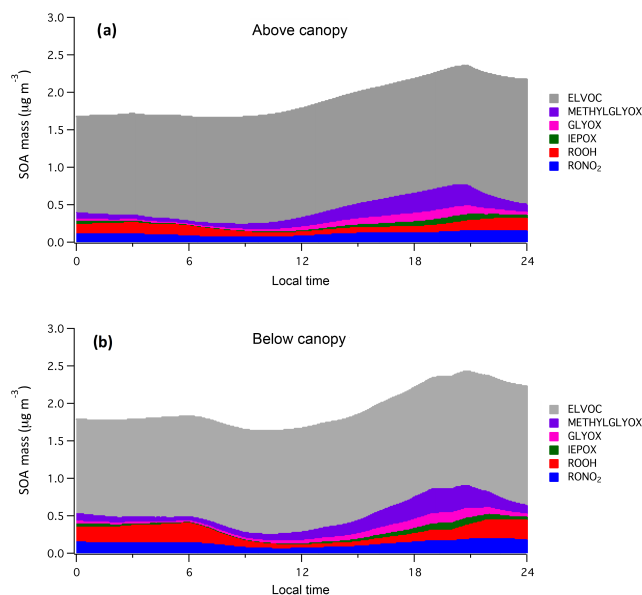 (a)
Above canopy
SOA mass (μg m⁻³)
3.0
2.5
2.0
1.5
1.0
0.5
0.0
0 6 12 18 24
Local time
ELVOC
METHYLGLYOX
GLYOX
IEPOX
ROOH
RONO₂
(b)
Below canopy
SOA mass (μg m⁻³)
3.0
2.5
2.0
1.5
1.0
0.5
0.0
0 6 12 18 24
Local time
ELVOC
METHYLGLYOX
GLYOX
IEPOX
ROOH
RONO₂